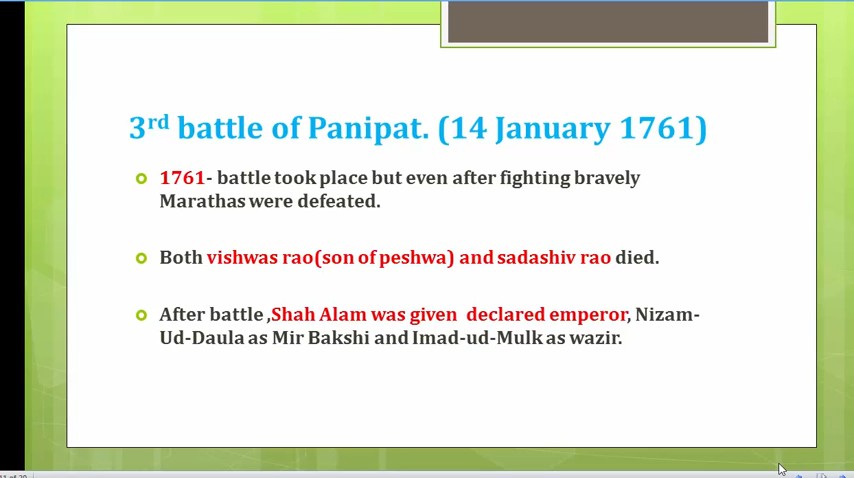 3rd battle of Panipat. (14 January 1761)
1761- battle took place but even after fighting bravely
Marathas were defeated.
Both vishwas rao(son of peshwa) and sadashiv rao died.
After battle ,Shah Alam was given declared emperor, Nizam-
Ud-Daula as Mir Bakshi and Imad-ud-Mulk as wazir.